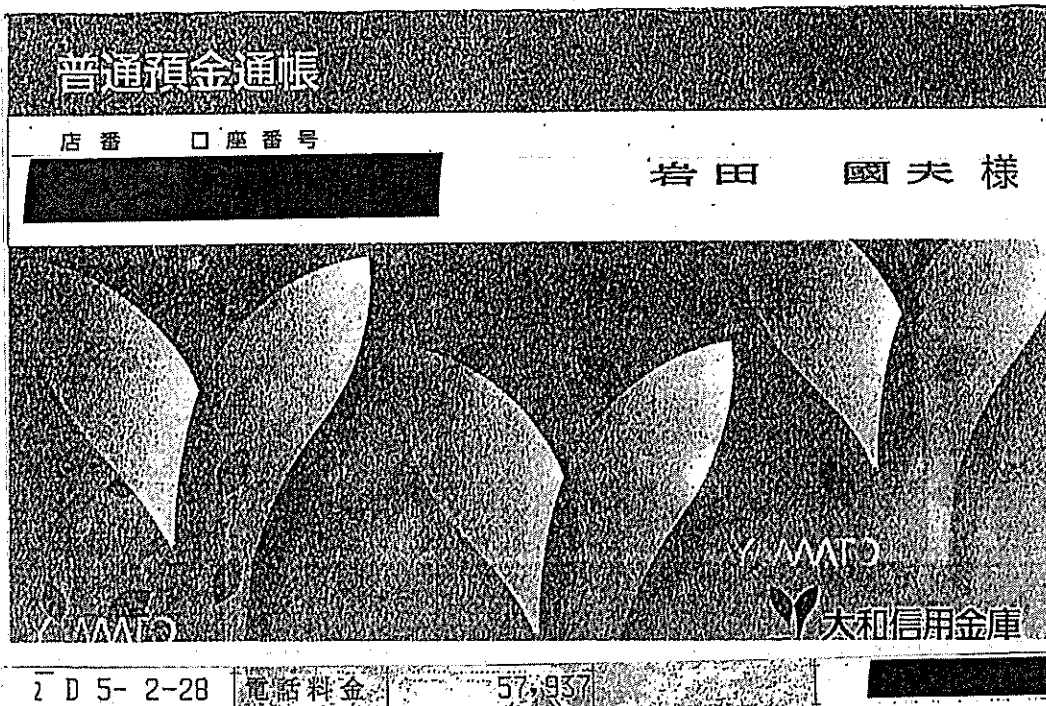 普通預金通帳
店番 口座番号
岩田 國夫 様
YAMATO
YAMATO
大和信用金庫
2 D 5- 2-28 電話料金 57,937